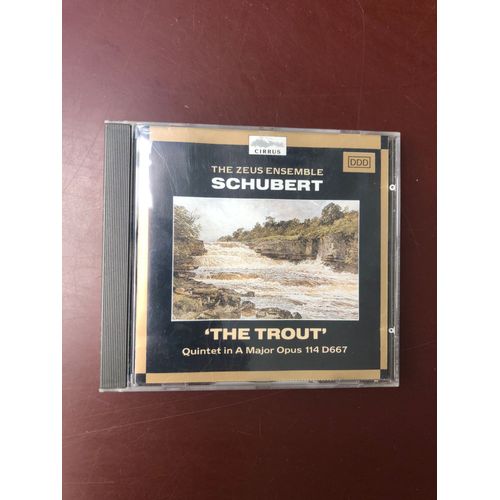 CIRRUS
THE ZEUS ENSEMBLE
DDD
SCHUBERT
'THE TROUT'
Quintet in A Major Opus 114 D667